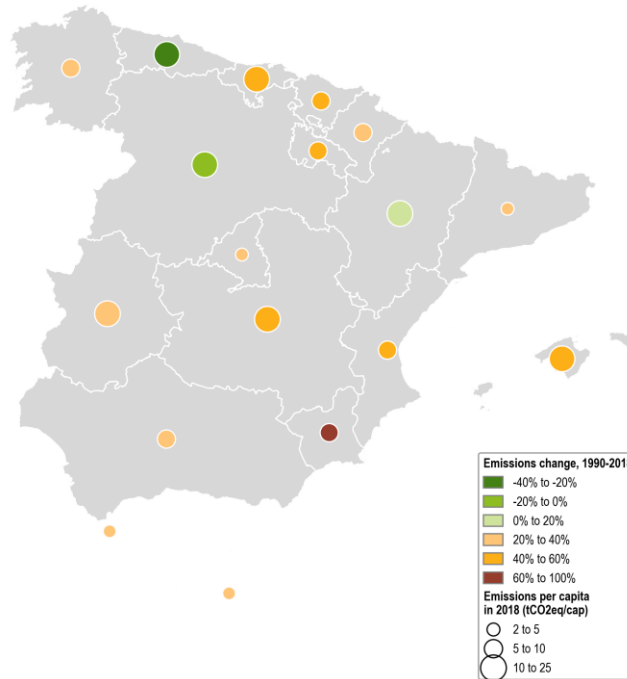 Emissions change, 1990-2018
-40% to -20%
-20% to 0%
0% to 20%
20% to 40%
40% to 60%
60% to 100%
Emissions per capita
in 2018 (tCO2eq/cap)
2 to 5
5 to 10
10 to 25